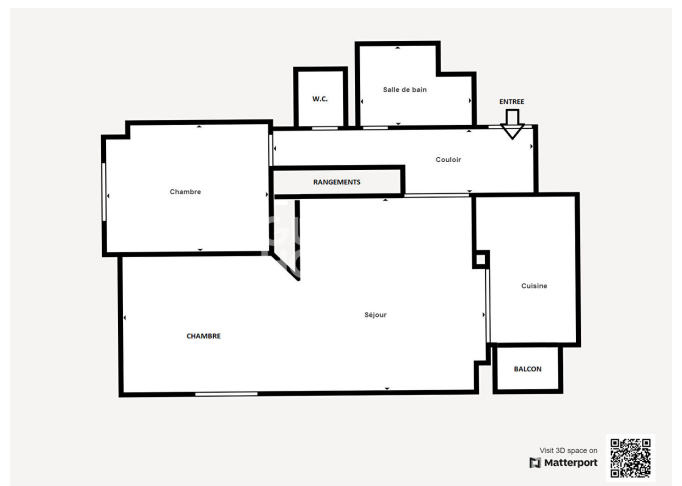 W.C.
Salle de bain
ENTREE
Couloir
RANGEMENTS
Chambre
Cuisine
Séjour
CHAMBRE
BALCON
Visit 3D space on
Matterport